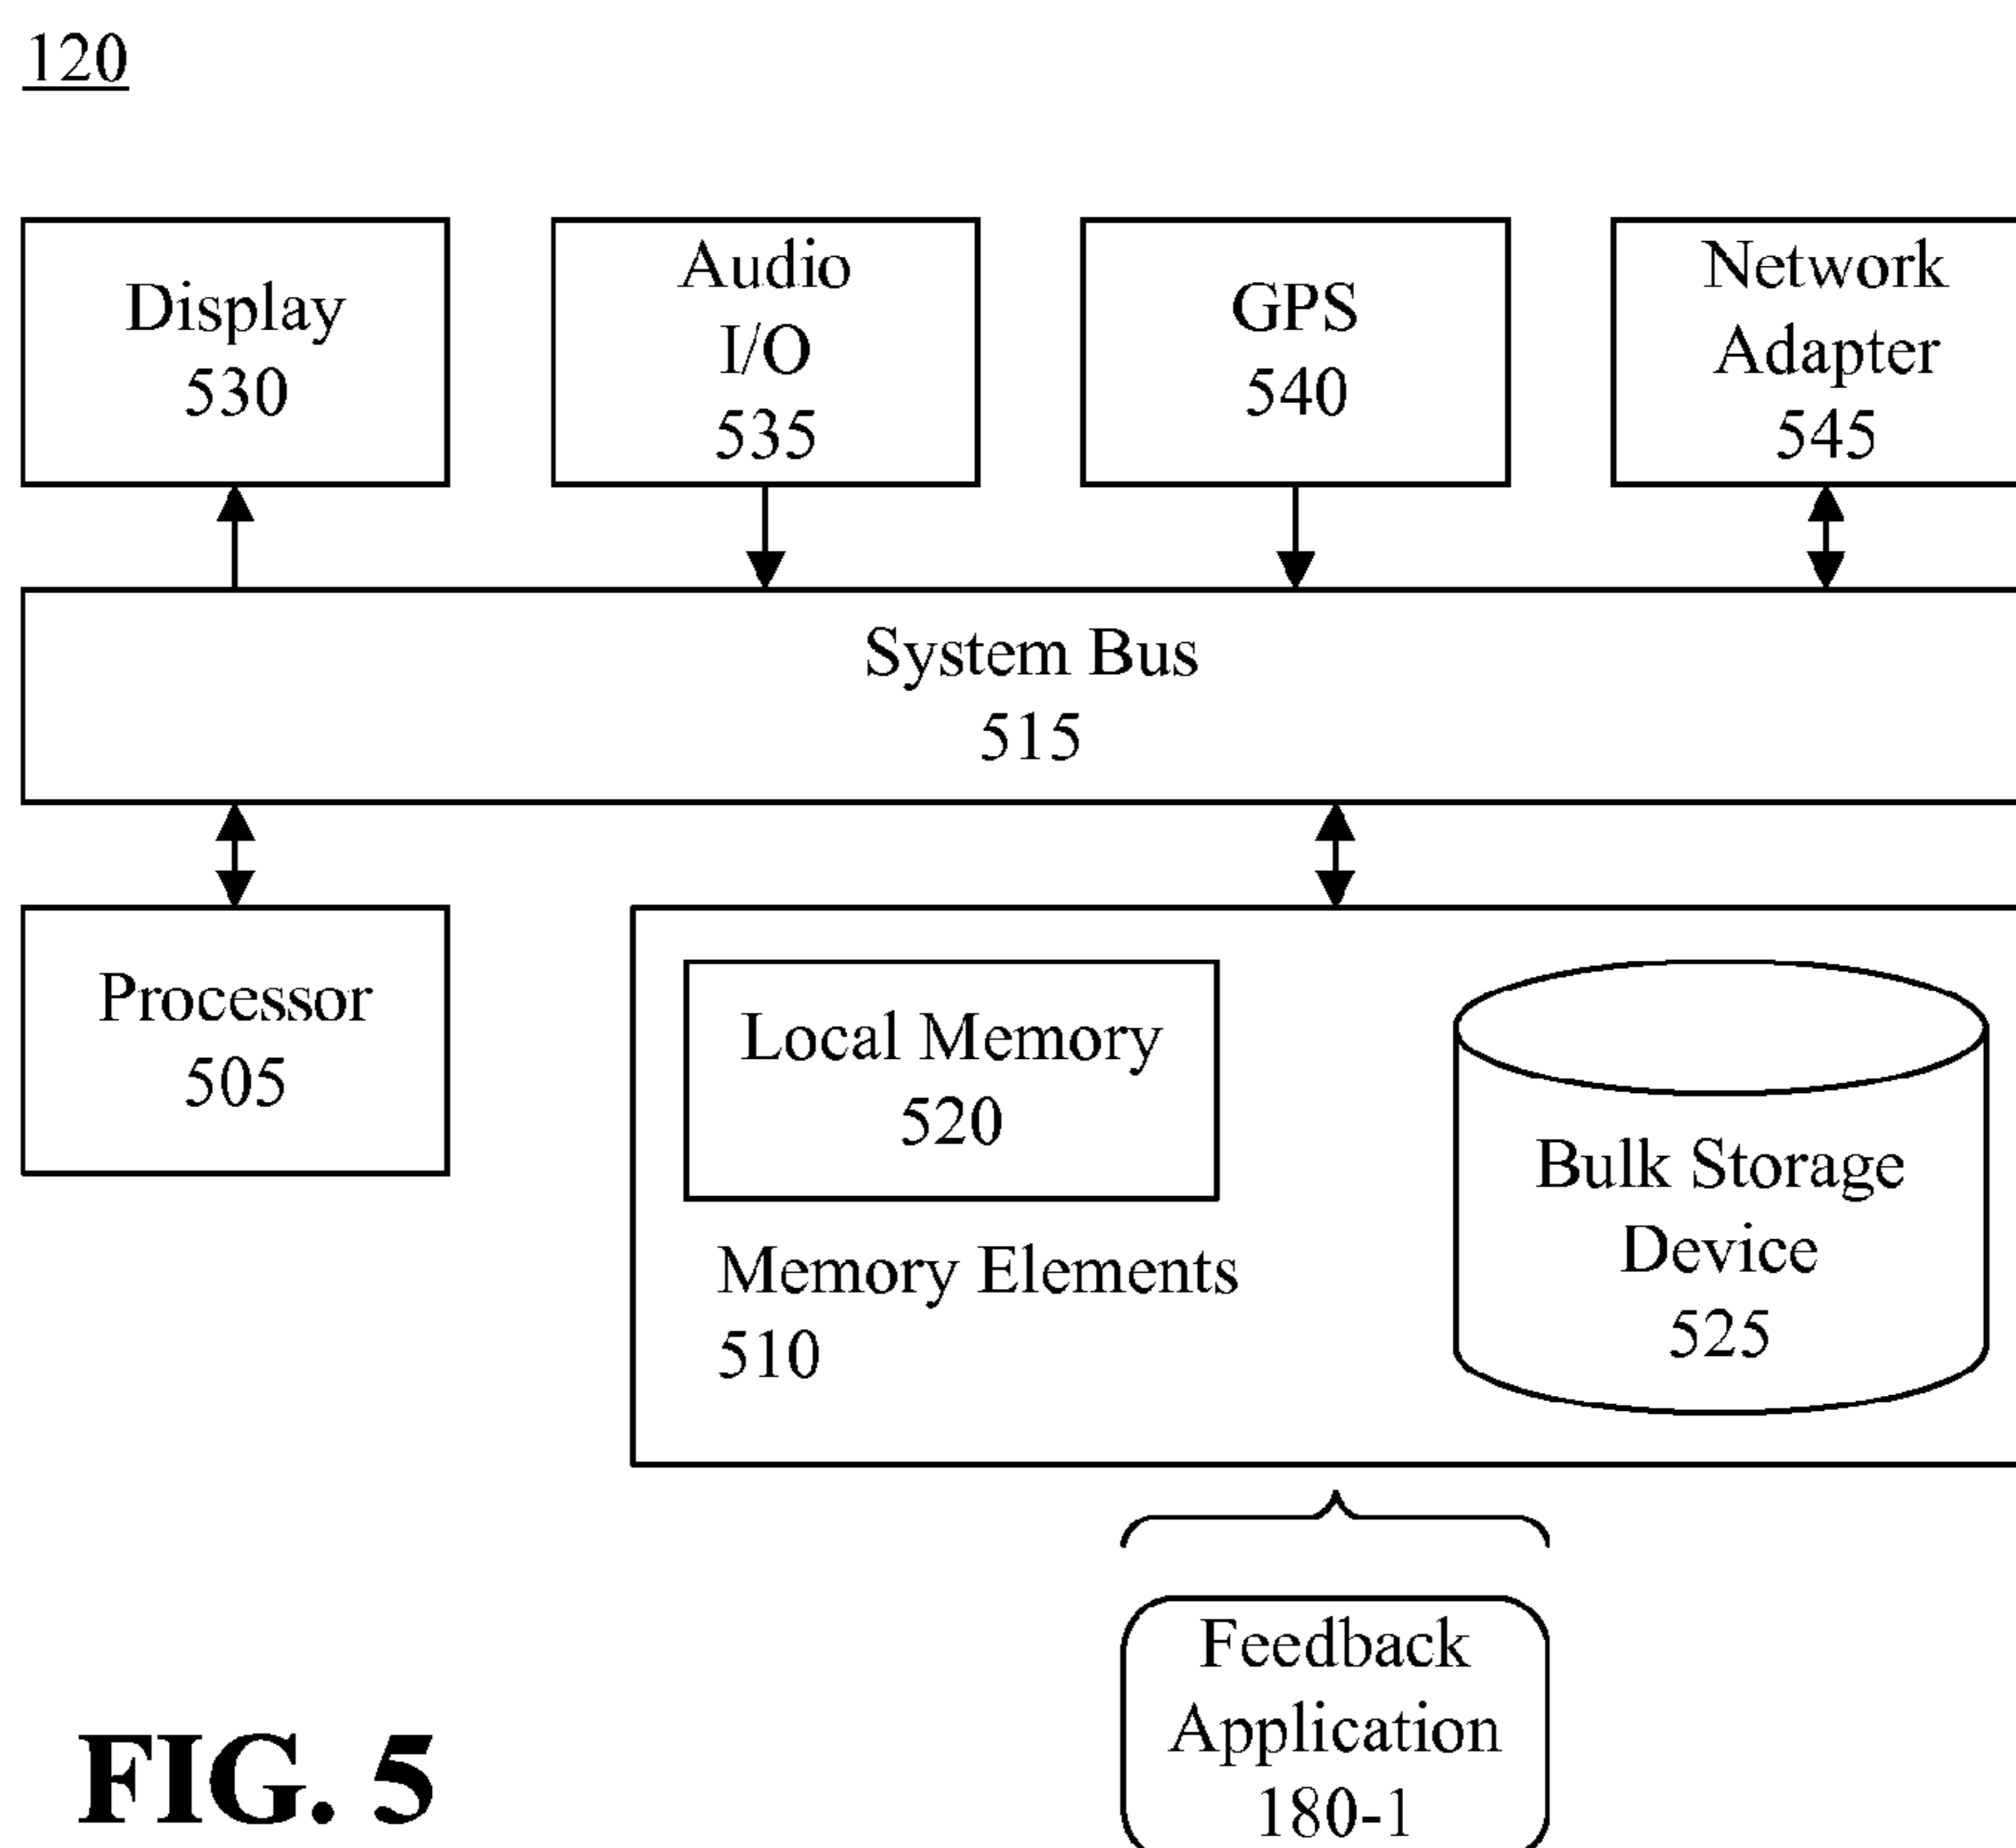 120
Display
530
Audio
I/O
535
GPS
540
Network
Adapter
545
System Bus
515
Processor
505
Local Memory
520
Memory Elements
510
Bulk Storage
Device
525
Feedback
Application
180-1
FIG. 5